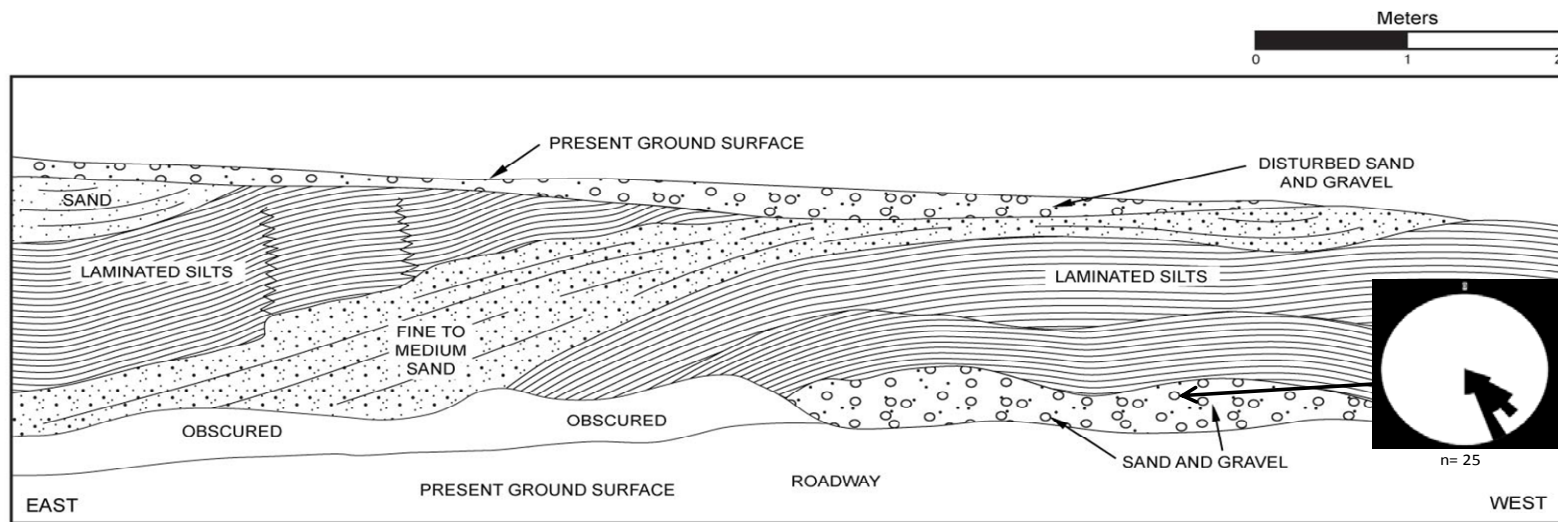 Meters
0 1 2
PRESENT GROUND SURFACE
DISTURBED SAND
AND GRAVEL
SAND
LAMINATED SILTS
LAMINATED SILTS
FINE TO
MEDIUM
SAND
OBSCURED
OBSCURED
SAND AND GRAVEL
n= 25
ROADWAY
PRESENT GROUND SURFACE
EAST
WEST